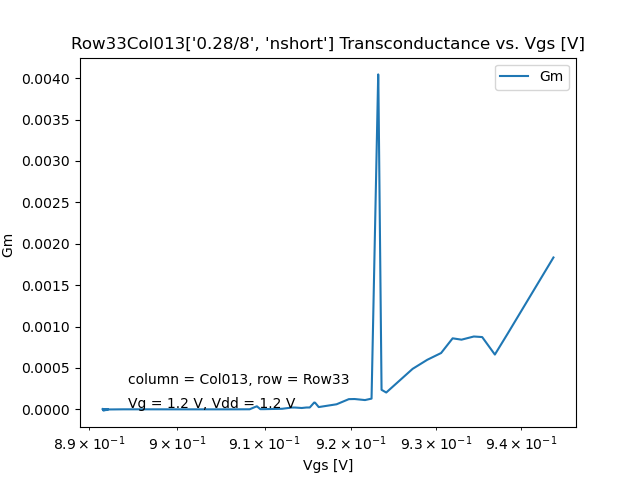 Row33Col013['0.28/8', 'nshort'] Transconductance vs. Vgs [V]
Gm
0.0040
0.0035
0.0030
0.0025
0.0020
0.0015
0.0010
0.0005
0.0000
Gm
column = Col013, row = Row33
Vg = 1.2 V, Vdd = 1.2 V
8.9 × 10⁻¹ 9 × 10⁻¹ 9.1 × 10⁻¹ 9.2 × 10⁻¹ 9.3 × 10⁻¹ 9.4 × 10⁻¹
Vgs [V]